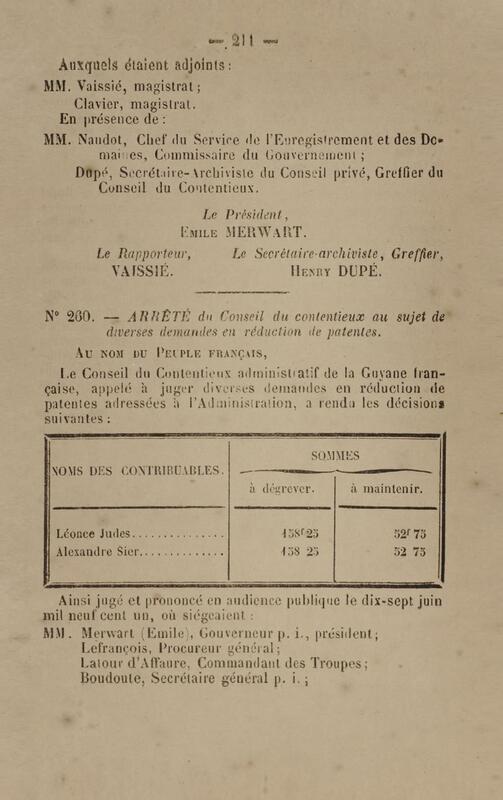 — 211 —
Auxquels étaient adjoints :
MM. Vaissié, magistrat ;
Clavier, magistrat.
En présence de :
MM. Naudot, Chef du Service de l'Enregistrement et des Do-
maines, Commissaire du Gouvernement ;
Dupé, Secrétaire-Archiviste du Conseil privé, Greffier du
Conseil du Contentieux.
Le Président,
Emile MERWART.
Le Rapporteur, Le Secrétaire-archiviste, Greffier,
VAISSIÉ. Henry DUPÉ.
N° 260. — ARRÊTÉ du Conseil du contentieux au sujet de
diverses demandes en réduction de patentes.
Au nom du Peuple français,
Le Conseil du Contentieux administratif de la Guyane fran-
çaise, appelé à juger diverses demandes en réduction de
patentes adressées à l'Administration, a rendu les décisions
suivantes :
NOMS DES CONTRIBUABLES. SOMMES
à dégrever. à maintenir.
Léonce Judes.............. 158f 25 52f 75
Alexandre Sier............. 158 25 52 75
Ainsi jugé et prononcé en audience publique le dix-sept juin
mil neuf cent un, où siégeaient :
MM. Merwart (Emile), Gouverneur p. i., président ;
Lefrançois, Procureur général ;
Latour d'Affaure, Commandant des Troupes ;
Boudoute, Secrétaire général p. i. ;